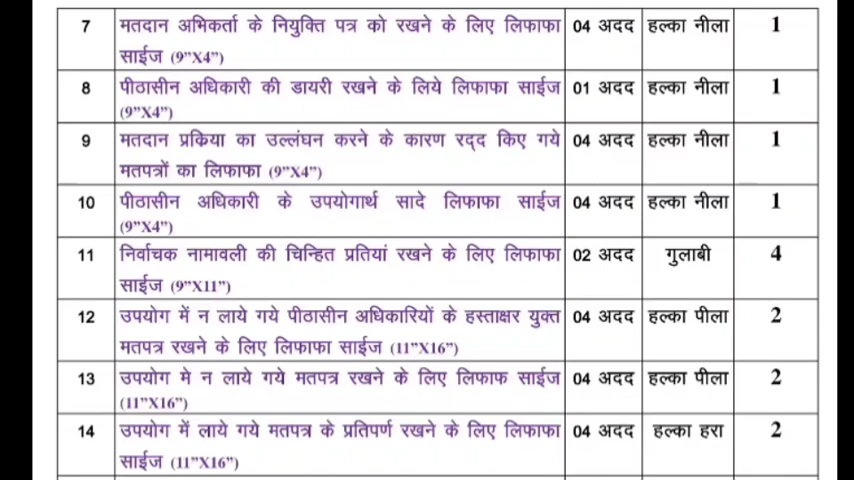 7 मतदान अभिकर्ता के नियुक्ति पत्र को रखने के लिए लिफाफा 04 अदद हल्का नीला 1
साईज (9”X4”)
8 पीठासीन अधिकारी की डायरी रखने के लिये लिफाफा साईज 01 अदद हल्का नीला 1
(9”X4”)
9 मतदान प्रकिया का उल्लंघन करने के कारण रद्द किए गये 04 अदद हल्का नीला 1
मतपत्रों का लिफाफा (9”X4”)
10 पीठासीन अधिकारी के उपयोगार्थ सादे लिफाफा साईज 04 अदद हल्का नीला 1
(9”X4”)
11 निर्वाचक नामावली की चिन्हित प्रतियां रखने के लिए लिफाफा 02 अदद गुलाबी 4
साईज (9”X11”)
12 उपयोग में न लाये गये पीठासीन अधिकारियों के हस्ताक्षर युक्त 04 अदद हल्का पीला 2
मतपत्र रखने के लिए लिफाफा साईज (11”X16”)
13 उपयोग मे न लाये गये मतपत्र रखने के लिए लिफाफ साईज 04 अदद हल्का पीला 2
(11”X16”)
14 उपयोग में लाये गये मतपत्र के प्रतिपर्ण रखने के लिए लिफाफा 04 अदद हल्का हरा 2
साईज (11”X16”)